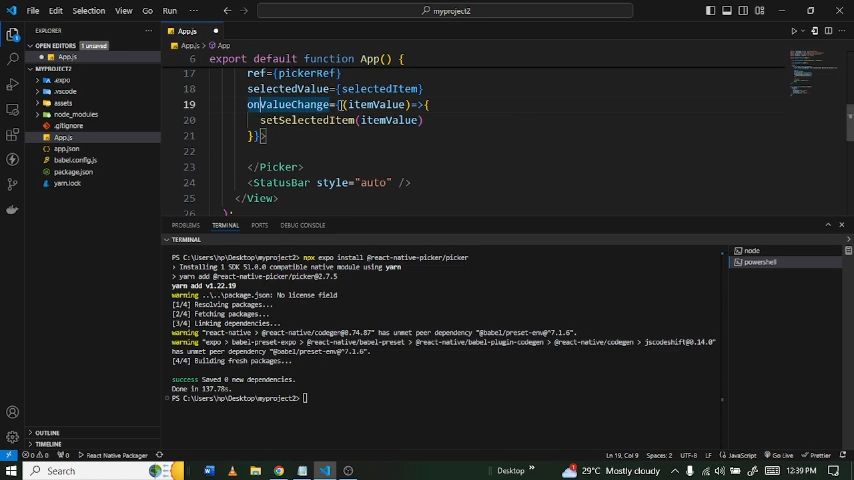 File Edit Selection View Go Run ··· myproject2
EXPLORER ···
OPEN EDITORS 1 unsaved
App.js
MYPROJECT2
.expo
.vscode
assets
node_modules
.gitignore
App.js
app.json
babel.config.js
package.json
yarn.lock
OUTLINE
TIMELINE
App.js
App.js > App
6 export default function App() {
17 ref={pickerRef}
18 selectedValue={selectedItem}
19 onValueChange={(itemValue)=>{
20 setSelectedItem(itemValue)
21 }}>
22
23 </Picker>
24 <StatusBar style="auto" />
25 </View>
26 );
PROBLEMS TERMINAL PORTS DEBUG CONSOLE
TERMINAL
PS C:\Users\hp\Desktop\myproject2> npx expo install @react-native-picker/picker
› Installing 1 SDK 51.0.0 compatible native module using yarn
> yarn add @react-native-picker/picker@2.7.5
yarn add v1.22.19
warning ..\..\package.json: No license field
[1/4] Resolving packages...
[2/4] Fetching packages...
[3/4] Linking dependencies...
warning "react-native > @react-native/codegen@0.74.87" has unmet peer dependency "@babel/preset-env@^7.1.6".
warning "expo > babel-preset-expo > @react-native/babel-preset > @react-native/babel-plugin-codegen > @react-native/codegen > jscodeshift@0.14.0"
has unmet peer dependency "@babel/preset-env@^7.1.6".
[4/4] Building fresh packages...
success Saved 0 new dependencies.
Done in 137.78s.
PS C:\Users\hp\Desktop\myproject2>
node
powershell
0 0 0 React Native Packager Ln 19, Col 9 Spaces: 2 UTF-8 LF JavaScript Go Live Prettier
Search Desktop 29°C Mostly cloudy 12:39 PM